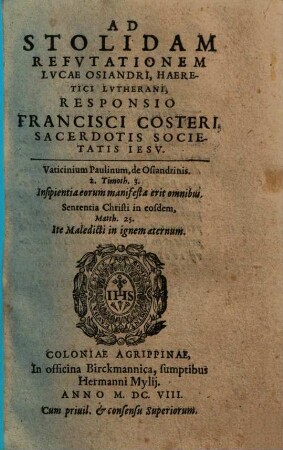 AD
STOLIDAM
REFVTATIONEM
LVCAE OSIANDRI, HAERE-
TICI LVTHERANI,
RESPONSIO
FRANCISCI COSTERI,
SACERDOTIS SOCIE-
TATIS IESV.
Vaticinium Paulinum, de Osiandrinis.
2. Timoth. 3.
Insipientia eorum manifesta erit omnibus.
Sententia Christi in eosdem,
Matth. 25.
Ite Maledicti in ignem æternum.
IHS
COLONIAE AGRIPPINAE,
In officina Birckmannica, sumptibus
Hermanni Mylij.
ANNO M. DC. VIII.
Cum priuil. & consensu Superiorum.